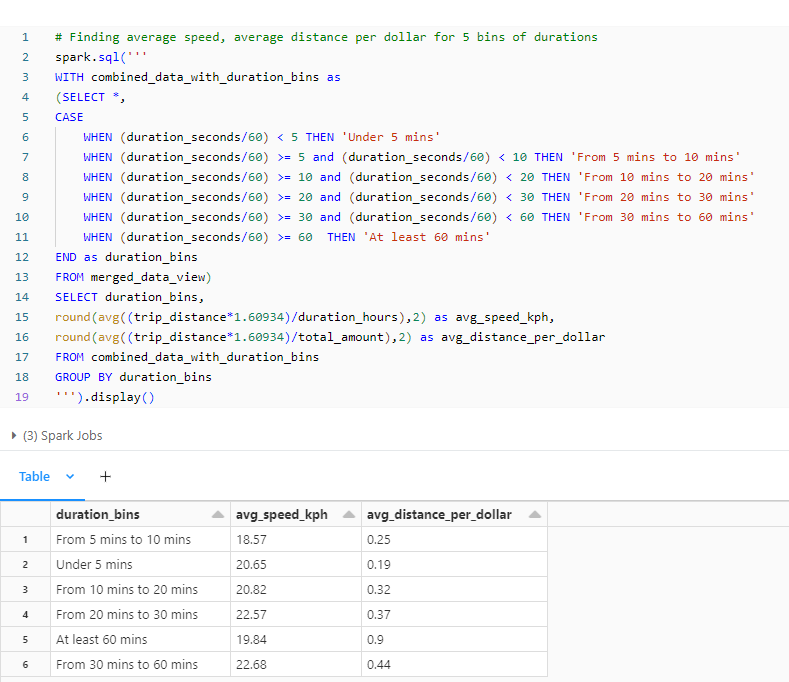 1 # Finding average speed, average distance per dollar for 5 bins of durations
2 spark.sql('''
3 WITH combined_data_with_duration_bins as
4 (SELECT *,
5 CASE
6 WHEN (duration_seconds/60) < 5 THEN 'Under 5 mins'
7 WHEN (duration_seconds/60) >= 5 and (duration_seconds/60) < 10 THEN 'From 5 mins to 10 mins'
8 WHEN (duration_seconds/60) >= 10 and (duration_seconds/60) < 20 THEN 'From 10 mins to 20 mins'
9 WHEN (duration_seconds/60) >= 20 and (duration_seconds/60) < 30 THEN 'From 20 mins to 30 mins'
10 WHEN (duration_seconds/60) >= 30 and (duration_seconds/60) < 60 THEN 'From 30 mins to 60 mins'
11 WHEN (duration_seconds/60) >= 60  THEN 'At least 60 mins'
12 END as duration_bins
13 FROM merged_data_view)
14 SELECT duration_bins,
15 round(avg((trip_distance*1.60934)/duration_hours),2) as avg_speed_kph,
16 round(avg((trip_distance*1.60934)/total_amount),2) as avg_distance_per_dollar
17 FROM combined_data_with_duration_bins
18 GROUP BY duration_bins
19 ''').display()
(3) Spark Jobs
Table +
duration_bins avg_speed_kph avg_distance_per_dollar
1 From 5 mins to 10 mins 18.57 0.25
2 Under 5 mins 20.65 0.19
3 From 10 mins to 20 mins 20.82 0.32
4 From 20 mins to 30 mins 22.57 0.37
5 At least 60 mins 19.84 0.9
6 From 30 mins to 60 mins 22.68 0.44